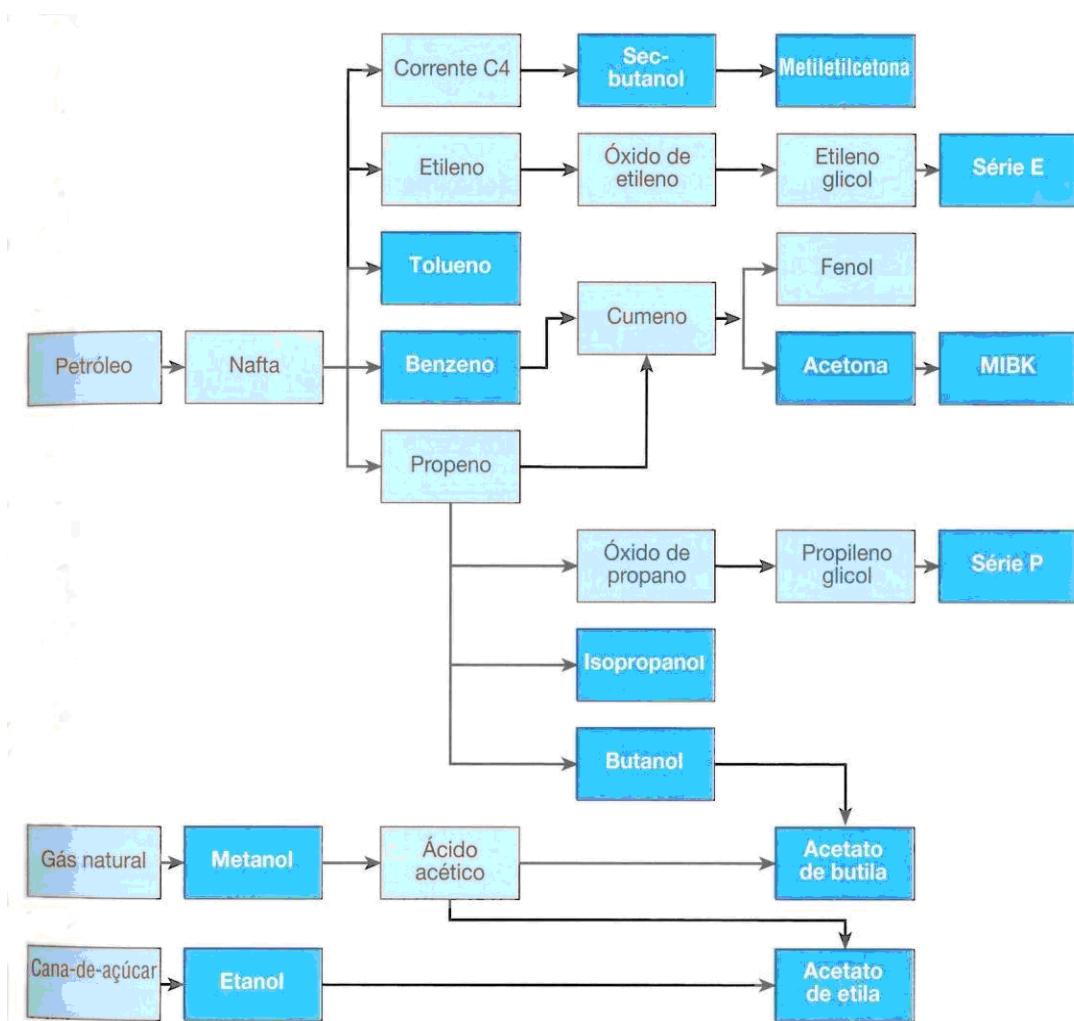 Corrente C4
Sec-
butanol
Metiletilcetona
Etileno
Óxido de
etileno
Etileno
glicol
Série E
Tolueno
Cumeno
Fenol
Petróleo
Nafta
Benzeno
Acetona
MIBK
Propeno
Óxido de
propano
Propileno
glicol
Série P
Isopropanol
Butanol
Gás natural
Metanol
Ácido
acético
Acetato
de butila
Cana-de-açúcar
Etanol
Acetato
de etila